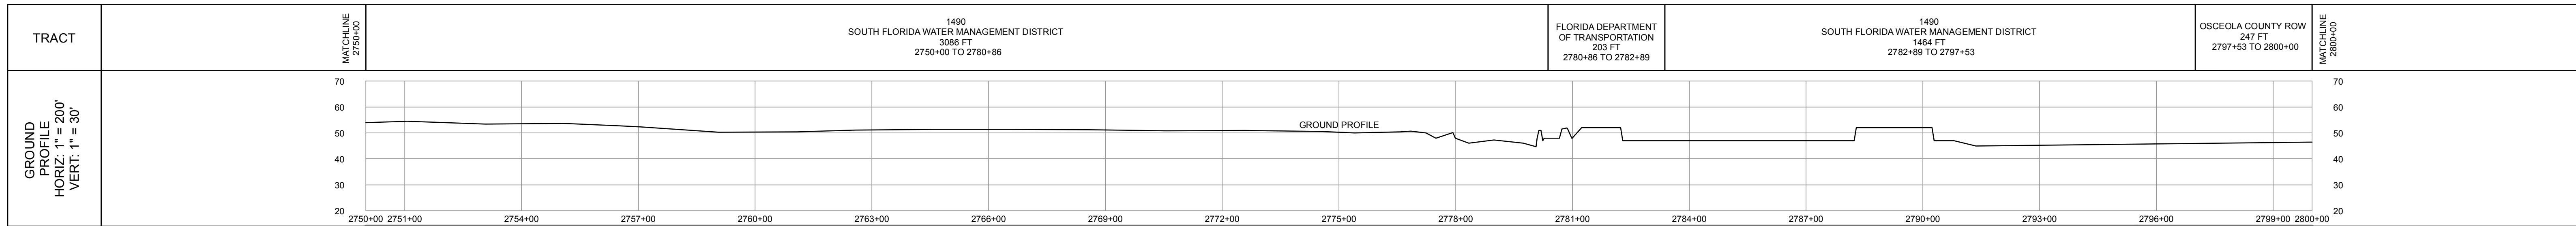 TRACT
MATCHLINE
2750+00
1490
SOUTH FLORIDA WATER MANAGEMENT DISTRICT
3086 FT
2750+00 TO 2780+86
FLORIDA DEPARTMENT
OF TRANSPORTATION
203 FT
2780+86 TO 2782+89
1490
SOUTH FLORIDA WATER MANAGEMENT DISTRICT
1464 FT
2782+89 TO 2797+53
OSCEOLA COUNTY ROW
247 FT
2797+53 TO 2800+00
MATCHLINE
2800+00
GROUND
PROFILE
HORIZ: 1" = 200'
VERT: 1" = 30'
70
60
50
40
30
20
GROUND PROFILE
70
60
50
40
30
20
2750+00 2751+00 2754+00 2757+00 2760+00 2763+00 2766+00 2769+00 2772+00 2775+00 2778+00 2781+00 2784+00 2787+00 2790+00 2793+00 2796+00 2799+00 2800+00